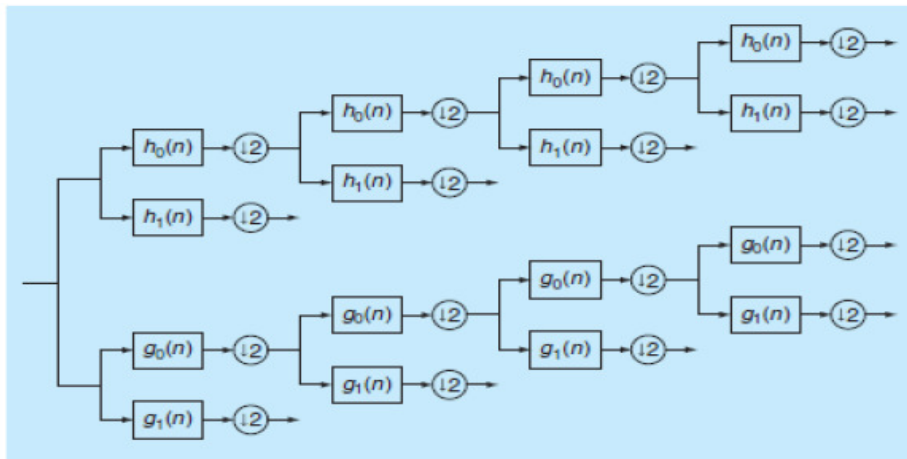 h₀(n) ↓2
h₀(n) ↓2
h₀(n) ↓2 h₁(n) ↓2
h₀(n) ↓2 h₁(n) ↓2
h₁(n) ↓2
h₁(n) ↓2
g₀(n) ↓2
g₀(n) ↓2
g₀(n) ↓2 g₁(n) ↓2
g₀(n) ↓2 g₁(n) ↓2
g₁(n) ↓2
g₁(n) ↓2